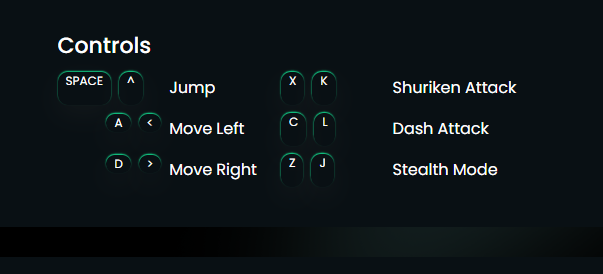 Controls
SPACE ^ Jump X K Shuriken Attack
A < Move Left C L Dash Attack
D > Move Right Z J Stealth Mode